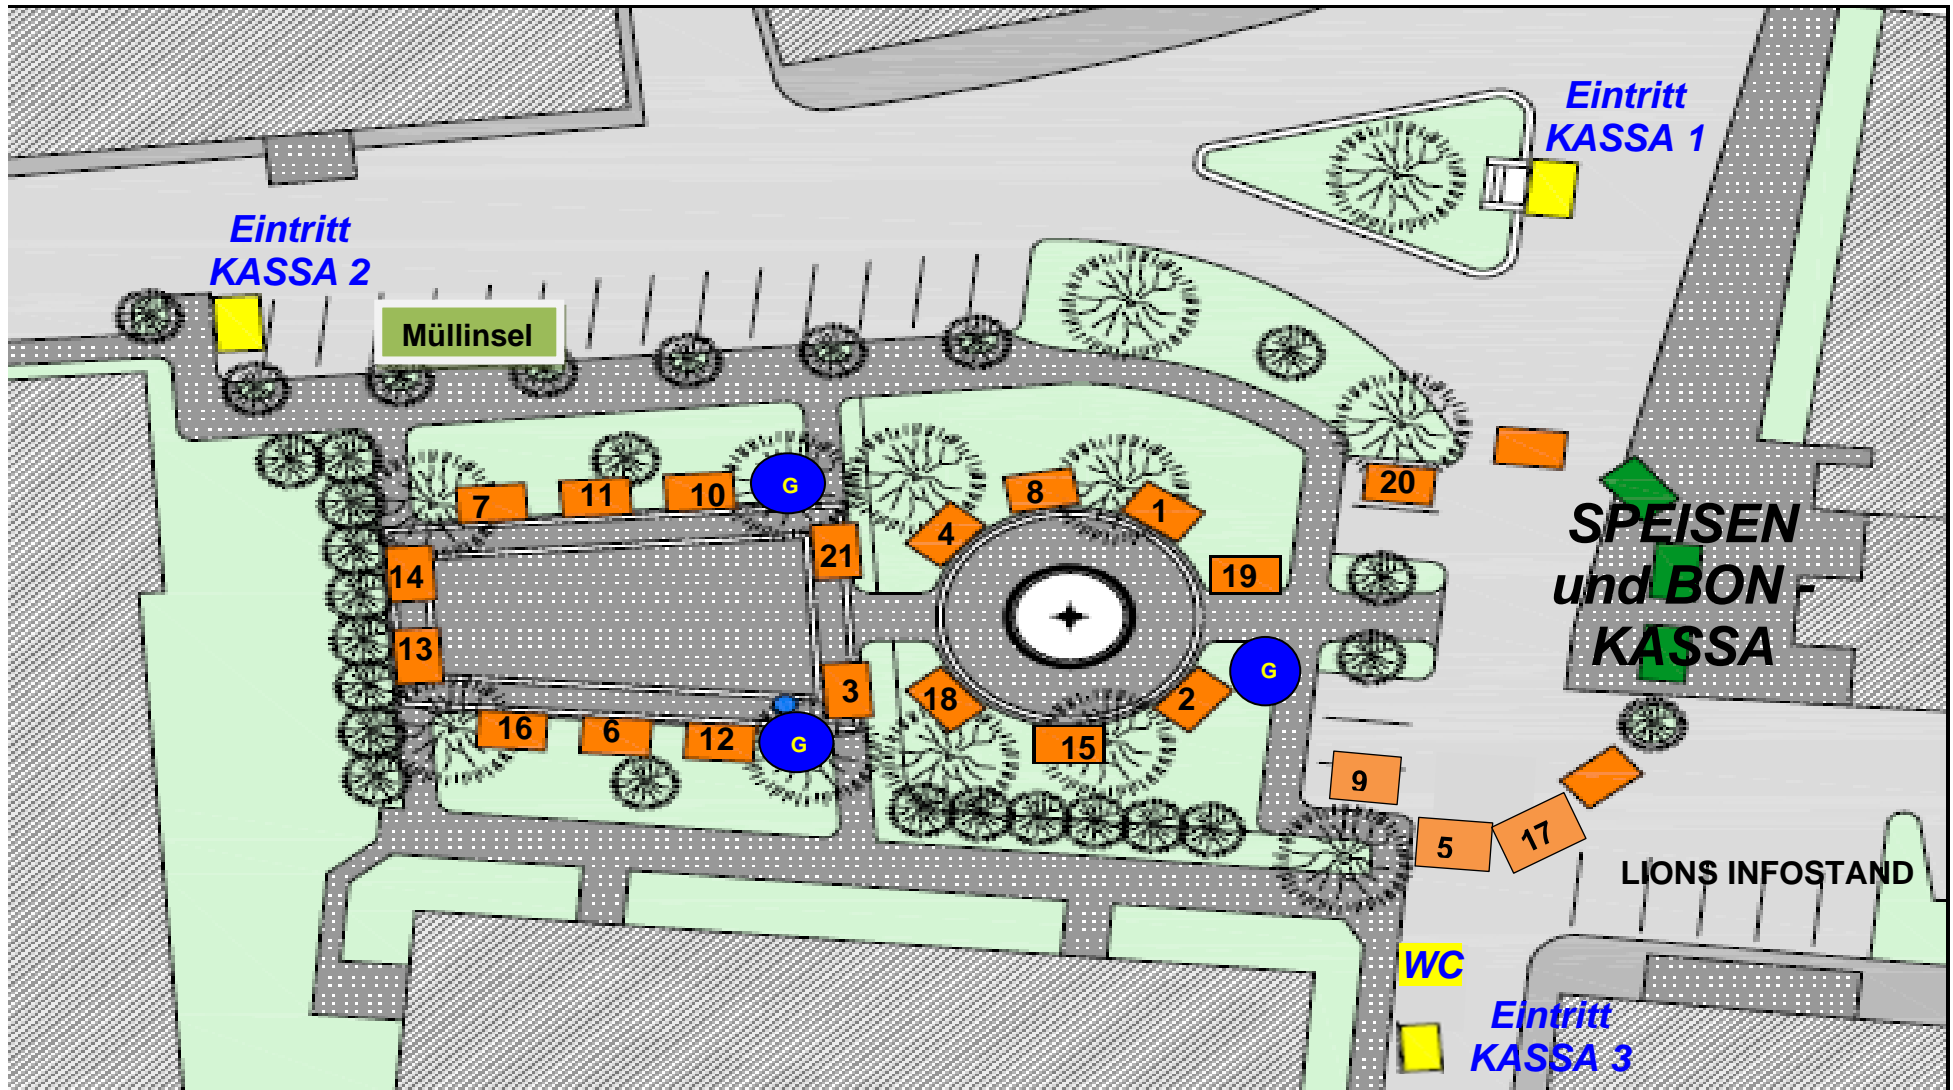 Eintritt
KASSA 1
Eintritt
KASSA 2
Müllinsel
7
11
10
G
8
1
4
20
21
14
19
SPEISEN
und BON -
KASSA
13
3
18
2
G
16
6
12
G
15
9
5
17
LIONS INFOSTAND
WC
Eintritt
KASSA 3